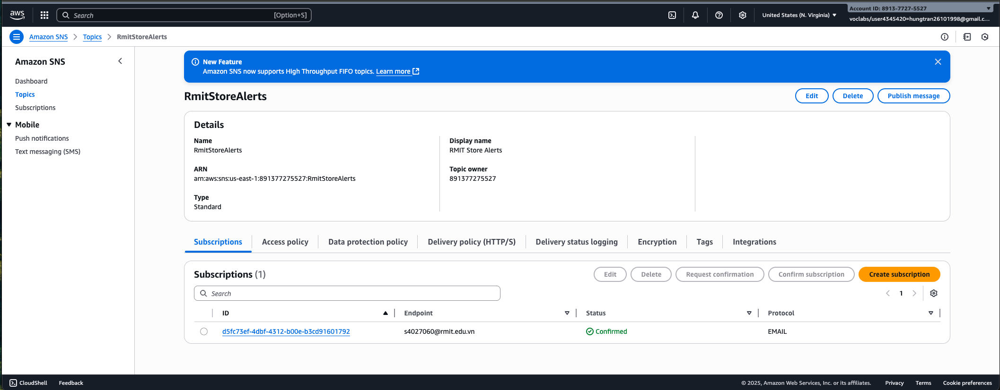 aws
Search
[Option+S]
United States (N. Virginia)
Account ID: 8913-7727-5527
voclabs/user4345420=hungtran26101998@gmail.c...
Amazon SNS
Topics
RmitStoreAlerts
Amazon SNS
Dashboard
Topics
Subscriptions
Mobile
Push notifications
Text messaging (SMS)
New Feature
Amazon SNS now supports High Throughput FIFO topics. Learn more
RmitStoreAlerts
Edit
Delete
Publish message
Details
Name
RmitStoreAlerts
ARN
arn:aws:sns:us-east-1:891377275527:RmitStoreAlerts
Type
Standard
Display name
RMIT Store Alerts
Topic owner
891377275527
Subscriptions
Access policy
Data protection policy
Delivery policy (HTTP/S)
Delivery status logging
Encryption
Tags
Integrations
Subscriptions (1)
Edit
Delete
Request confirmation
Confirm subscription
Create subscription
Search
1
ID
Endpoint
Status
Protocol
d5fc73ef-4dbf-4312-b00e-b3cd91601792
s4027060@rmit.edu.vn
Confirmed
EMAIL
CloudShell
Feedback
© 2025, Amazon Web Services, Inc. or its affiliates.
Privacy
Terms
Cookie preferences